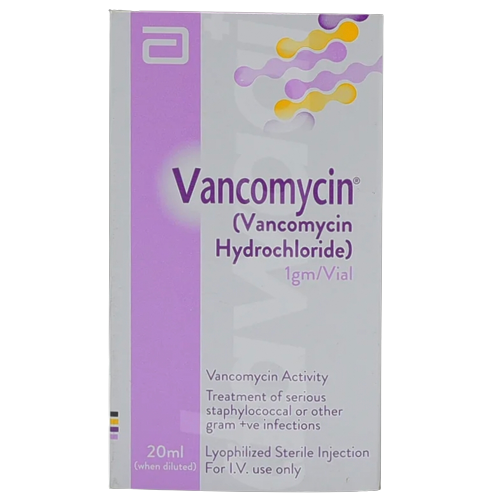 Vancomycin®
(Vancomycin
Hydrochloride)
1gm/Vial
Vancomycin Activity
Treatment of serious
staphylococcal or other
gram +ve infections
20ml
(when diluted)
Lyophilized Sterile Injection
For I.V. use only
dawaai